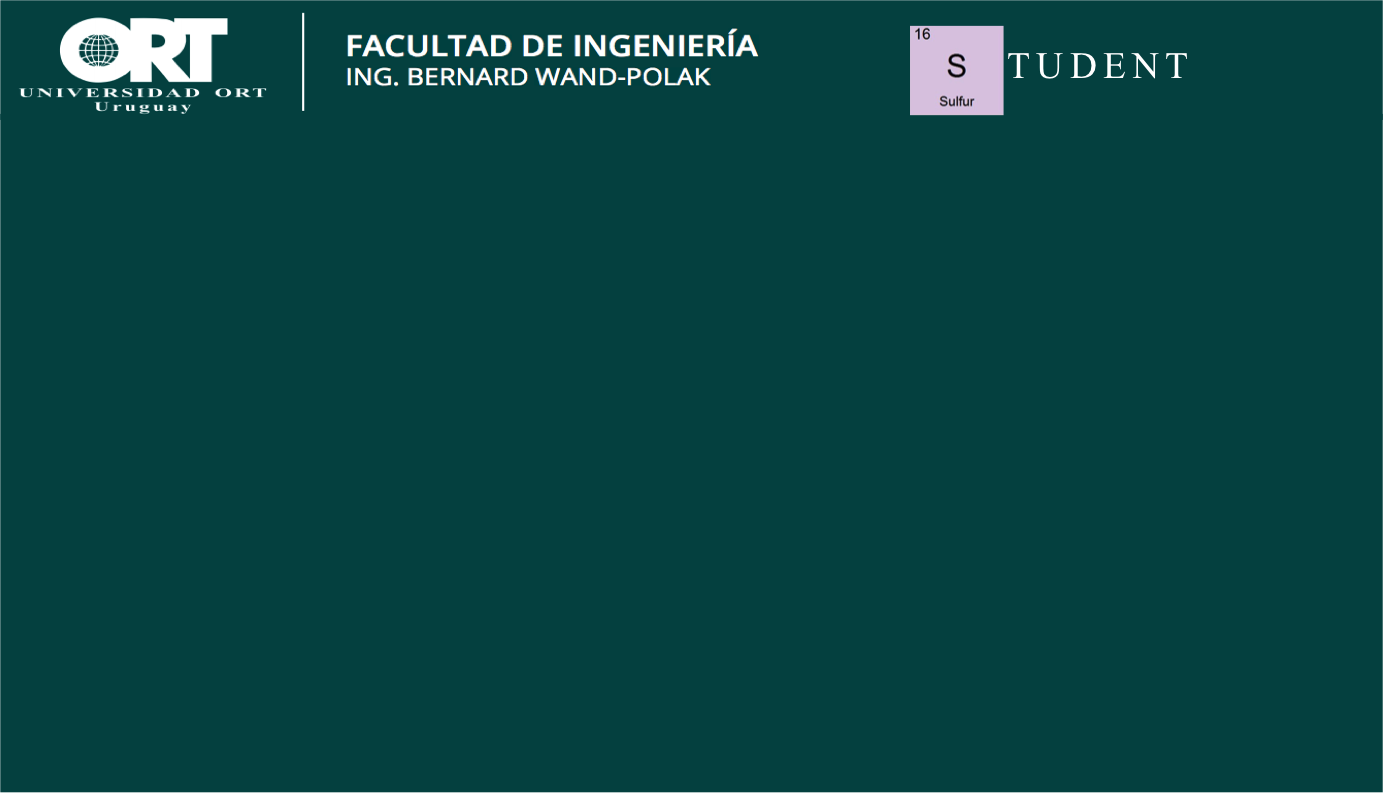 ORT
UNIVERSIDAD ORT
Uruguay
FACULTAD DE INGENIERÍA
ING. BERNARD WAND-POLAK
16
S TUDENT
Sulfur